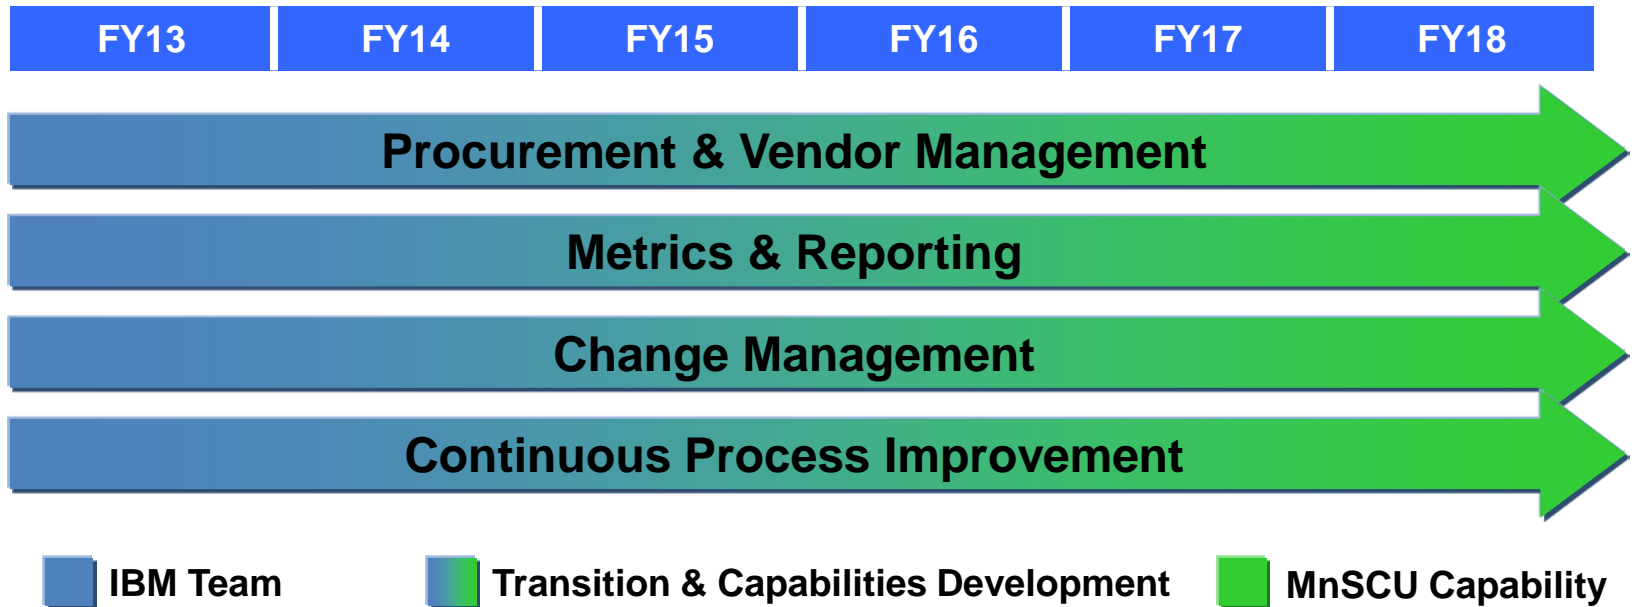 FY13 FY14 FY15 FY16 FY17 FY18
Procurement & Vendor Management
Metrics & Reporting
Change Management
Continuous Process Improvement
IBM Team Transition & Capabilities Development MnSCU Capability